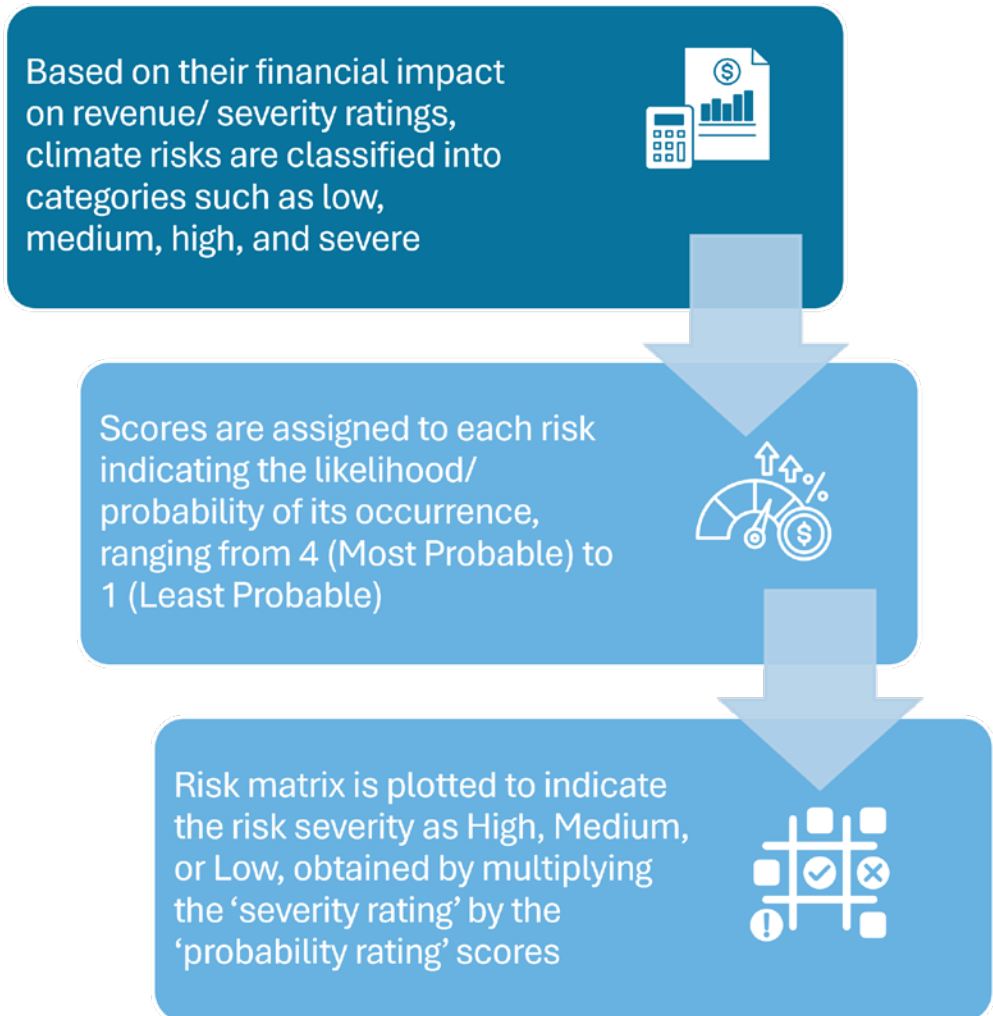 Based on their financial impact
on revenue/ severity ratings,
climate risks are classified into
categories such as low,
medium, high, and severe
$
Scores are assigned to each risk
indicating the likelihood/
probability of its occurrence,
ranging from 4 (Most Probable) to
1 (Least Probable)
%
$
Risk matrix is plotted to indicate
the risk severity as High, Medium,
or Low, obtained by multiplying
the ‘severity rating’ by the
‘probability rating’ scores
!